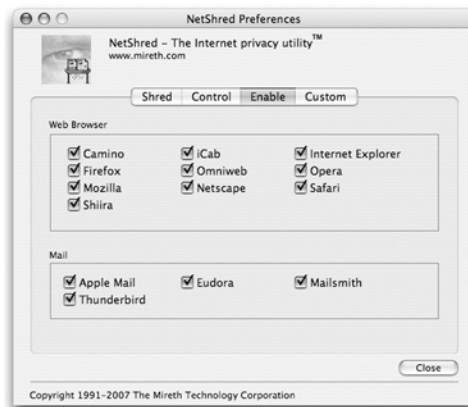 NetShred Preferences
NetShred – The Internet privacy utility™
www.mireth.com
Shred Control Enable Custom
Web Browser
Camino iCab Internet Explorer
Firefox Omniweb Opera
Mozilla Netscape Safari
Shiira
Mail
Apple Mail Eudora Mailsmith
Thunderbird
Close
Copyright 1991–2007 The Mireth Technology Corporation